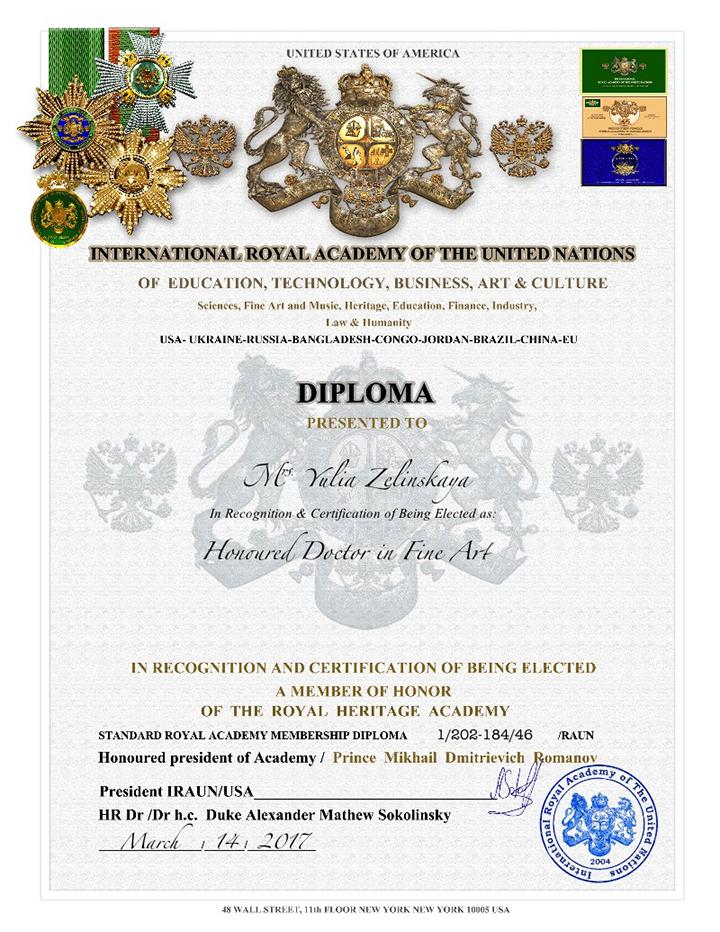 UNITED STATES OF AMERICA
INTERNATIONAL ROYAL ACADEMY OF THE UNITED NATIONS
OF EDUCATION, TECHNOLOGY, BUSINESS, ART & CULTURE
Sciences, Fine Art and Music, Heritage, Education, Finance, Industry,
Law & Humanity
USA- UKRAINE-RUSSIA-BANGLADESH-CONGO-JORDAN-BRAZIL-CHINA-EU
DIPLOMA
PRESENTED TO
Mrs. Yulia Zelinskaya
In Recognition & Certification of Being Elected as:
Honoured Doctor in Fine Art
IN RECOGNITION AND CERTIFICATION OF BEING ELECTED
A MEMBER OF HONOR
OF THE ROYAL HERITAGE ACADEMY
STANDARD ROYAL ACADEMY MEMBERSHIP DIPLOMA 1/202-184/46 /RAUN
Honoured president of Academy / Prince Mikhail Dmitrievich Romanov
President IRAUN/USA
HR Dr /Dr h.c. Duke Alexander Mathew Sokolinsky
March , 14 , 2017
International Royal Academy of The United Nations
2004
48 WALL STREET, 11th FLOOR NEW YORK NEW YORK 10005 USA